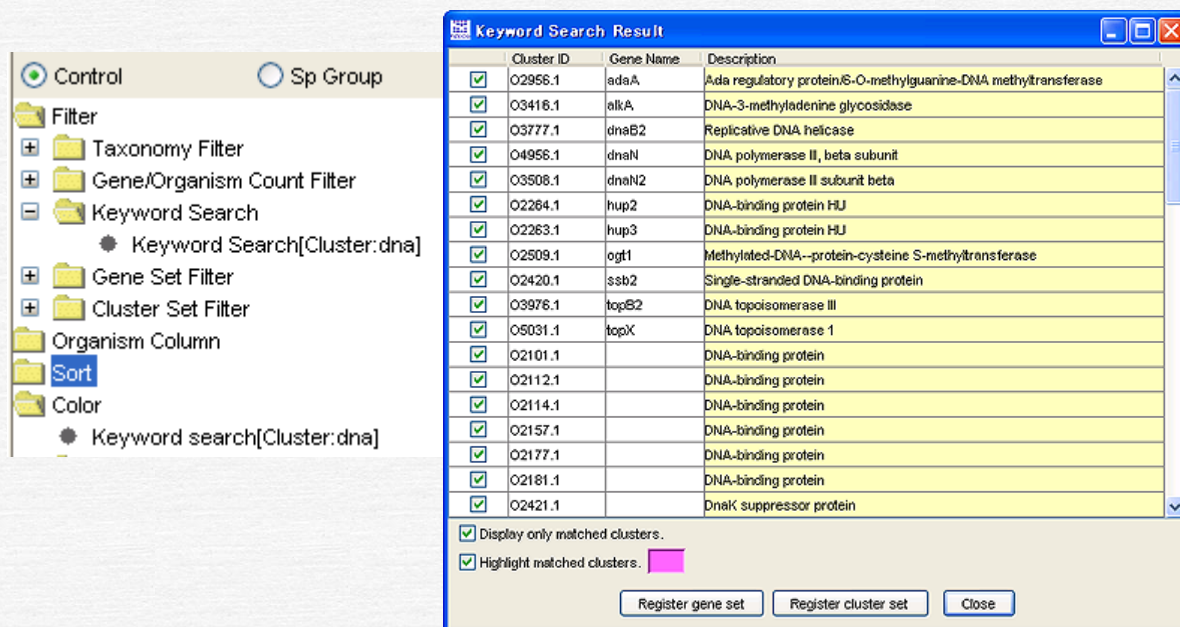 Control Sp Group
Filter
Taxonomy Filter
Gene/Organism Count Filter
Keyword Search
Keyword Search[Cluster:dna]
Gene Set Filter
Cluster Set Filter
Organism Column
Sort
Color
Keyword search[Cluster:dna]
Keyword Search Result
Cluster ID Gene Name Description
O2956.1 adaA Ada regulatory protein/6-O-methylguanine-DNA methyltransferase
O3416.1 alkA DNA-3-methyladenine glycosidase
O3777.1 dnaB2 Replicative DNA helicase
O4956.1 dnaN DNA polymerase III, beta subunit
O3508.1 dnaN2 DNA polymerase III subunit beta
O2264.1 hup2 DNA-binding protein HU
O2263.1 hup3 DNA-binding protein HU
O2509.1 ogt1 Methylated-DNA--protein-cysteine S-methyltransferase
O2420.1 ssb2 Single-stranded DNA-binding protein
O3976.1 topB2 DNA topoisomerase III
O5031.1 topX DNA topoisomerase 1
O2101.1 DNA-binding protein
O2112.1 DNA-binding protein
O2114.1 DNA-binding protein
O2157.1 DNA-binding protein
O2177.1 DNA-binding protein
O2181.1 DNA-binding protein
O2421.1 DnaK suppressor protein
Display only matched clusters.
Highlight matched clusters.
Register gene set Register cluster set Close